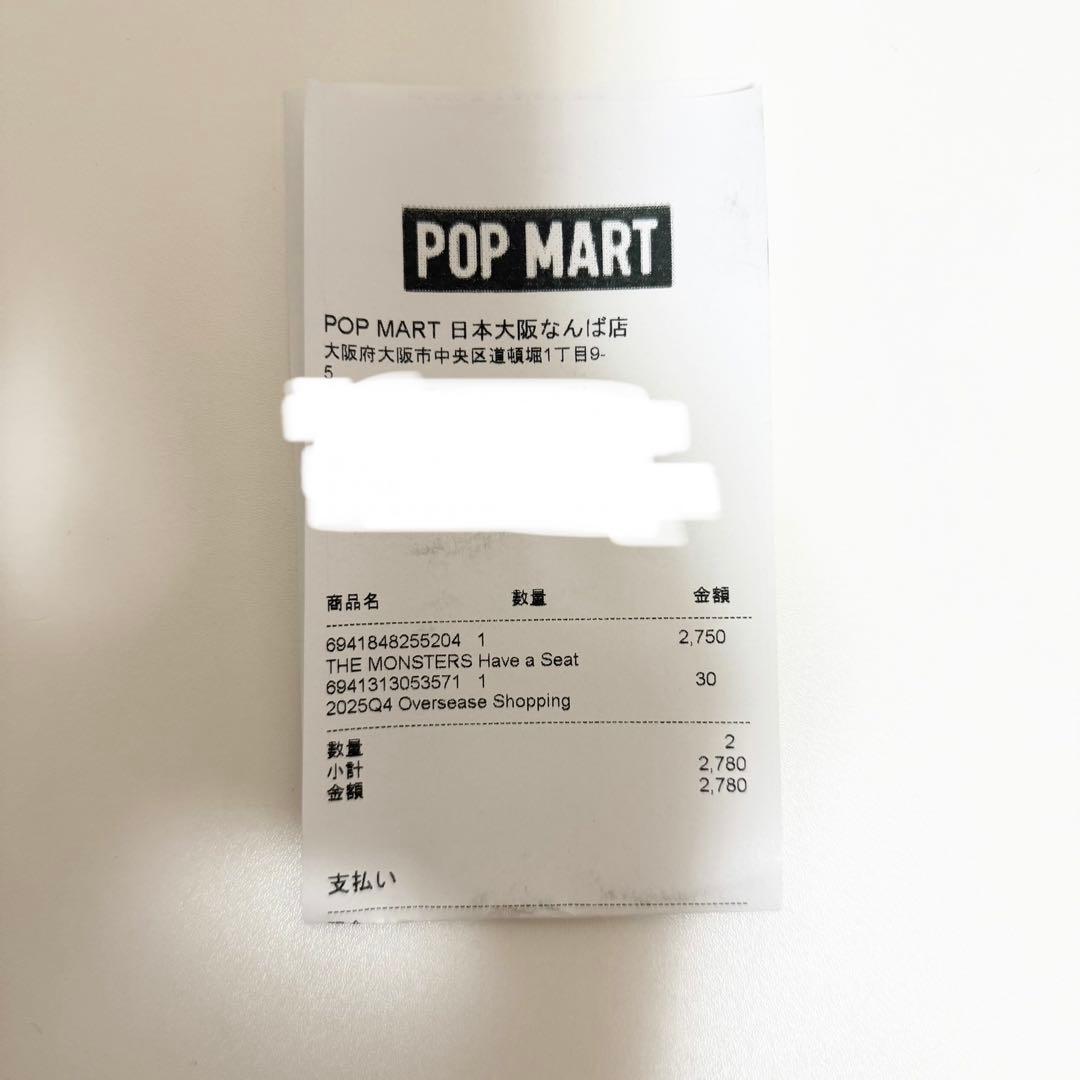 POP MART
POP MART 日本大阪なんば店
大阪府大阪市中央区道頓堀1丁目9-
5
商品名 数量 金額
6941848255204 1 2,750
THE MONSTERS Have a Seat
6941313053571 1 30
2025Q4 Oversease Shopping
数量 2
小計 2,780
金額 2,780
支払い